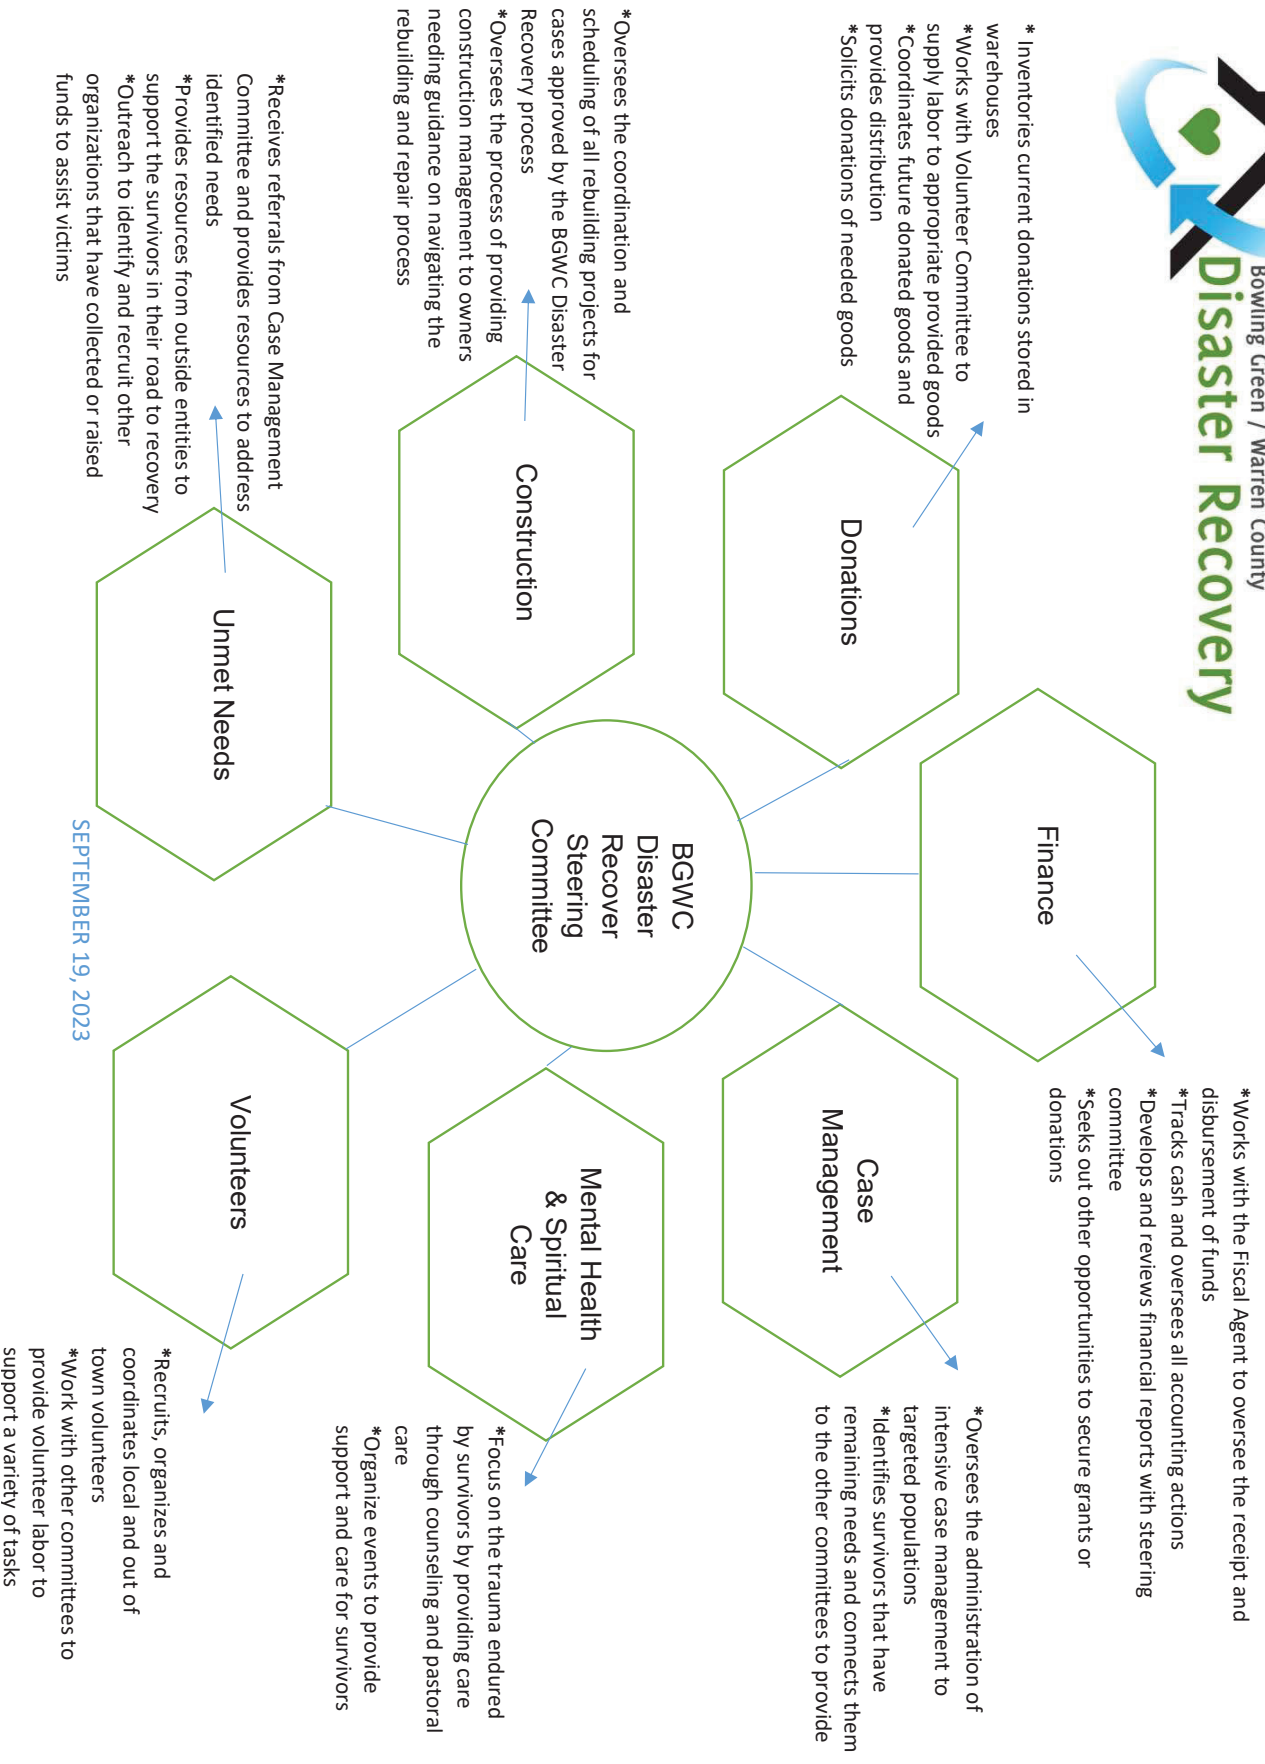 Bowling Green / Warren County
Disaster Recovery
Finance
*Works with the Fiscal Agent to oversee the receipt and
disbursement of funds
*Tracks cash and oversees all accounting actions
*Develops and reviews financial reports with steering
committee
*Seeks out other opportunities to secure grants or
donations
* Inventories current donations stored in
warehouses
*Works with Volunteer Committee to
supply labor to appropriate provided goods
*Coordinates future donated goods and
provides distribution
*Solicits donations of needed goods
Donations
Case
Management
*Oversees the administration of
intensive case management to
targeted populations
*Identifies survivors that have
remaining needs and connects them
to the other committees to provide
BGWC
Disaster
Recover
Steering
Committee
*Oversees the coordination and
scheduling of all rebuilding projects for
cases approved by the BGWC Disaster
Recovery process
*Oversees the process of providing
construction management to owners
needing guidance on navigating the
rebuilding and repair process
Construction
Mental Health
& Spiritual
Care
*Focus on the trauma endured
by survivors by providing care
through counseling and pastoral
care
*Organize events to provide
support and care for survivors
*Receives referrals from Case Management
Committee and provides resources to address
identified needs
*Provides resources from outside entities to
support the survivors in their road to recovery
*Outreach to identify and recruit other
organizations that have collected or raised
funds to assist victims
Unmet Needs
Volunteers
*Recruits, organizes and
coordinates local and out of
town volunteers
*Work with other committees to
provide volunteer labor to
support a variety of tasks
SEPTEMBER 19, 2023